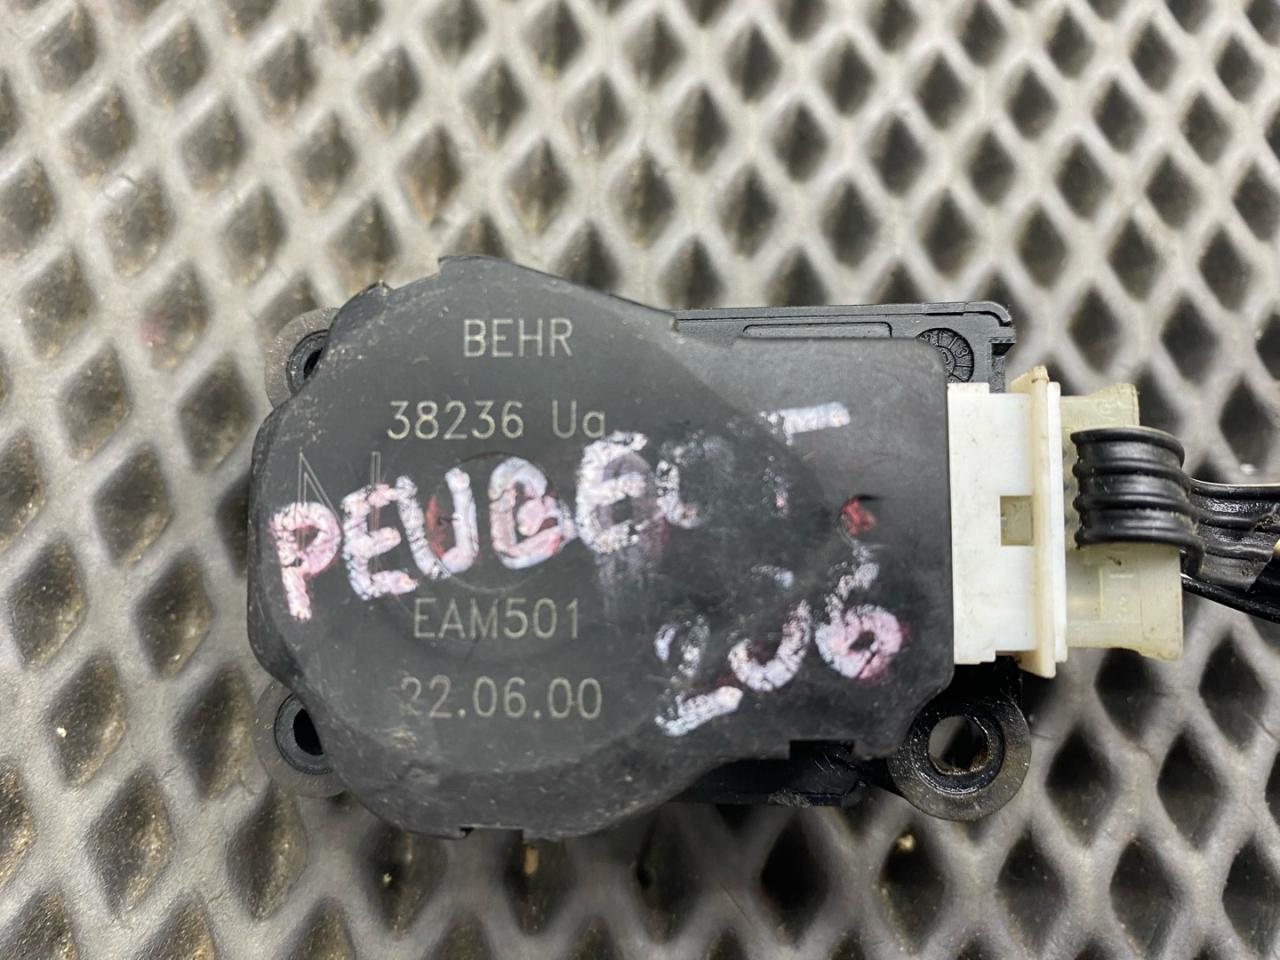 BEHR
38236 Ua
PEUGEOT
EAM501
206
22.06.00